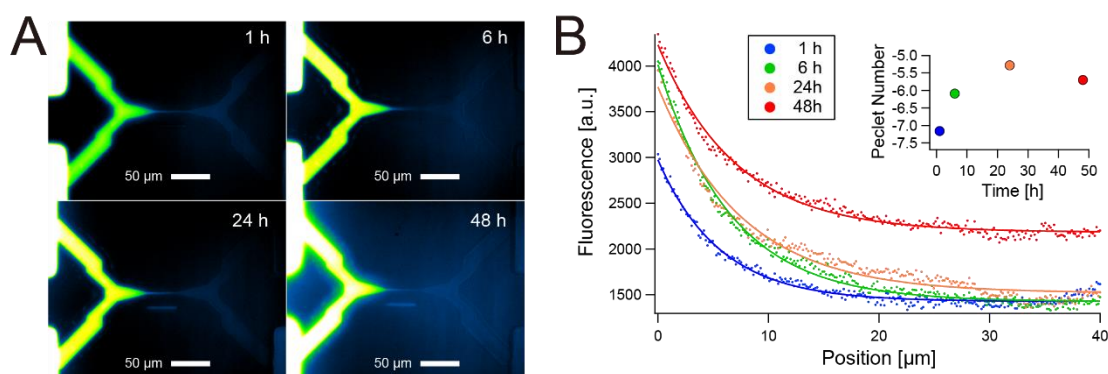 A
1 h
50 µm
6 h
50 µm
24 h
50 µm
48 h
50 µm
B
Fluorescence [a.u.]
4000
3500
3000
2500
2000
1500
0
10
20
30
40
Position [µm]
1 h
6 h
24h
48h
Peclet Number
-5.0
-5.5
-6.0
-6.5
-7.0
-7.5
0
10
20
30
40
50
Time [h]